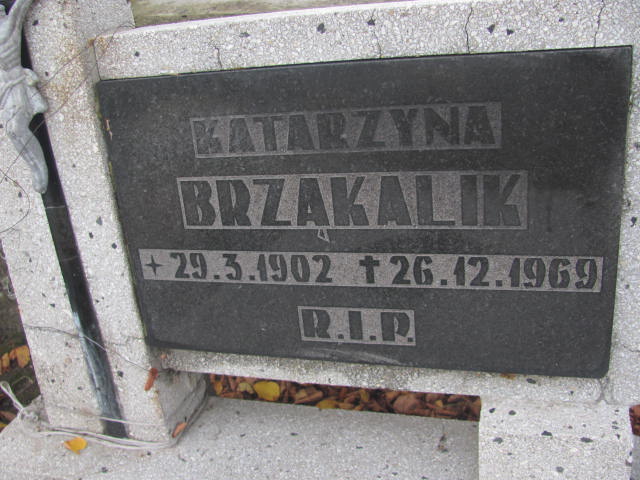 KATARZYNA
BRZĄKALIK
+ 29.3.1902 † 26.12.1969
R.I.P.